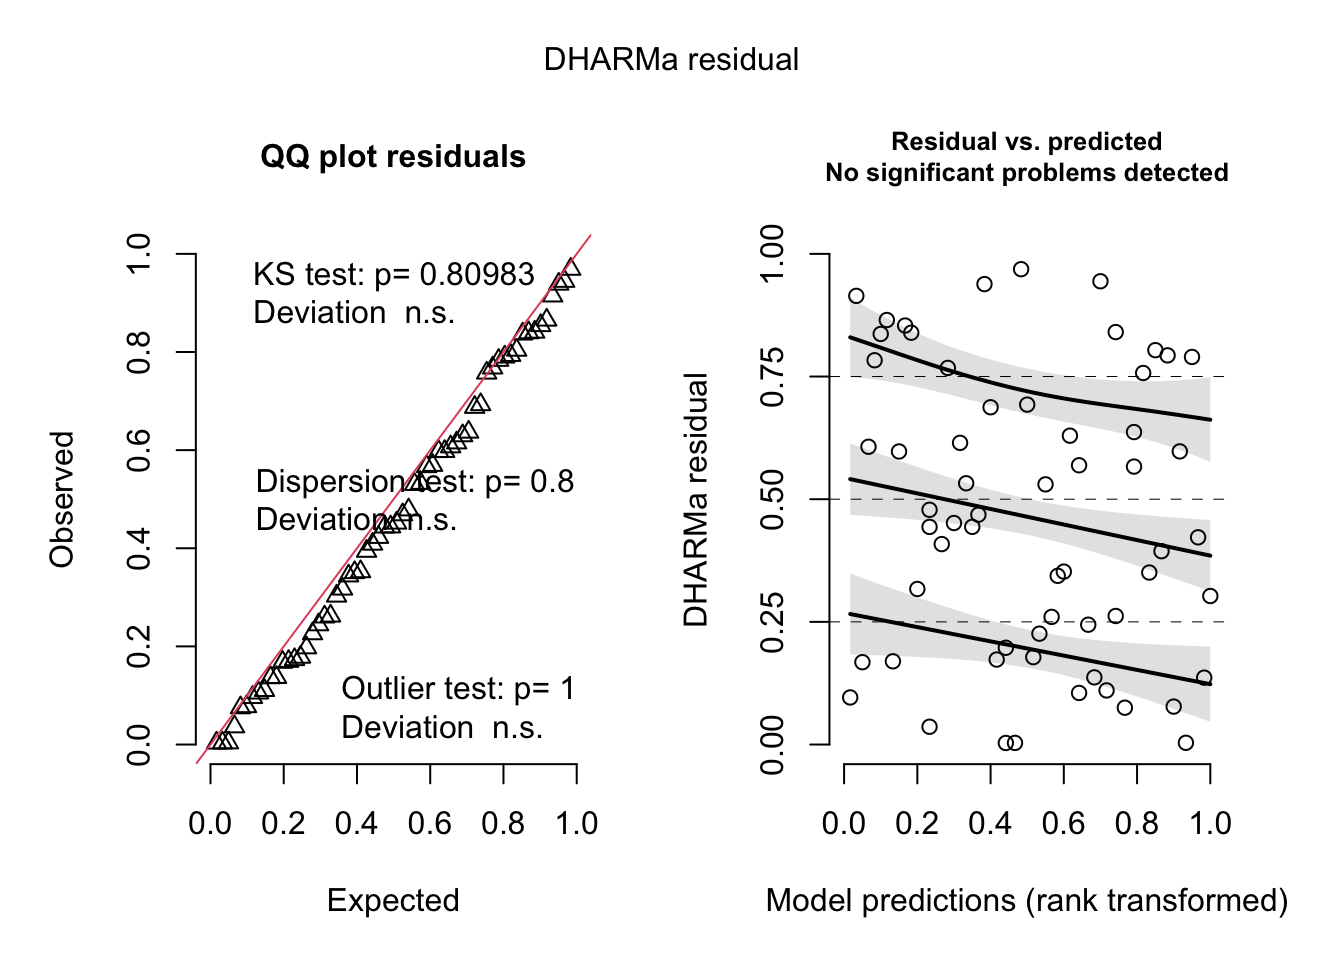 DHARMa residual
QQ plot residuals
KS test: p= 0.80983
Deviation  n.s.
Dispersion test: p= 0.8
Deviation  n.s.
Outlier test: p= 1
Deviation  n.s.
Observed
0.0 0.2 0.4 0.6 0.8 1.0
0.0 0.2 0.4 0.6 0.8 1.0
Expected
Residual vs. predicted
No significant problems detected
DHARMa residual
0.00 0.25 0.50 0.75 1.00
0.0 0.2 0.4 0.6 0.8 1.0
Model predictions (rank transformed)